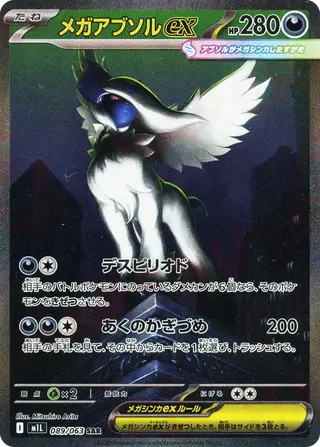 たね メガアブソルex HP280
アブソルがメガシンカしたすがた
デスピリオド
相手のバトルポケモンにのっているダメカンが6個なら、そのポケ
モンをきぜつさせる。
あくのかぎづめ 200
相手の手札を見て、その中からカードを1枚選び、トラッシュする。
弱点 ×2 抵抗力 にげる
Illus. Mitsuhiro Arita
I M1L 089/063 SAR
メガシンカexルール
メガシンカexがきぜつしたとき、相手はサイドを3枚とる。